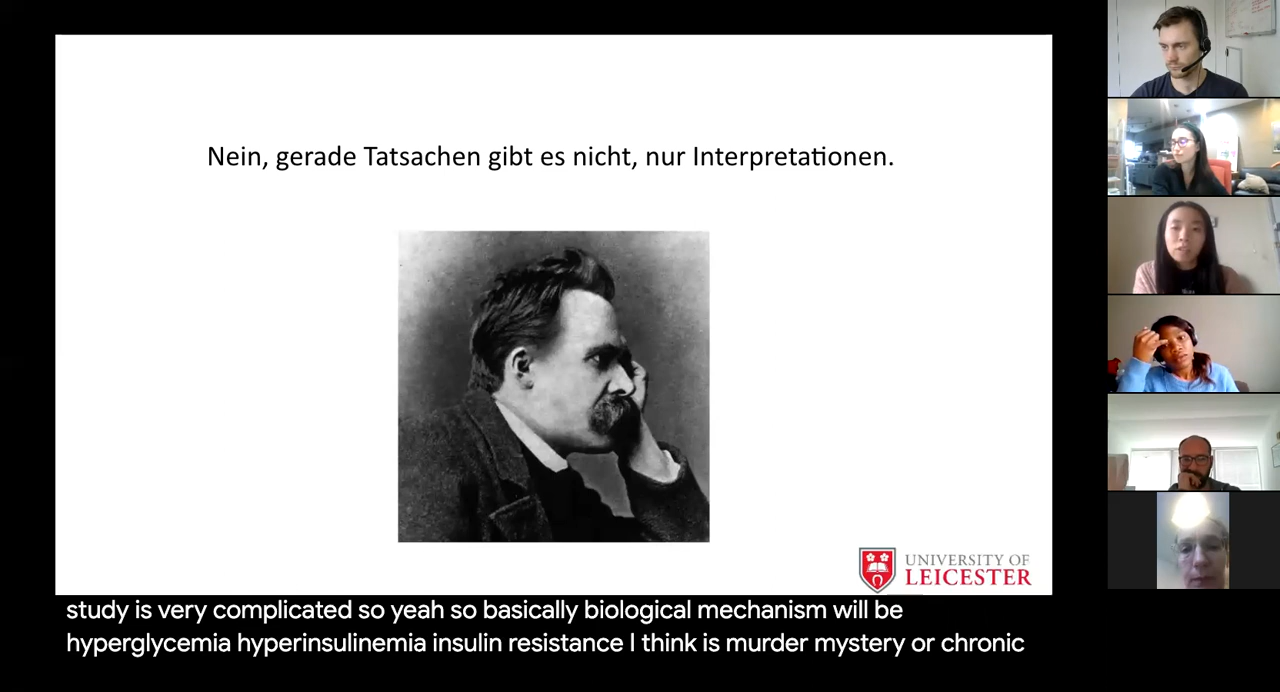 Nein, gerade Tatsachen gibt es nicht, nur Interpretationen.
UNIVERSITY OF
LEICESTER
study is very complicated so yeah so basically biological mechanism will be
hyperglycemia hyperinsulinemia insulin resistance I think is murder mystery or chronic